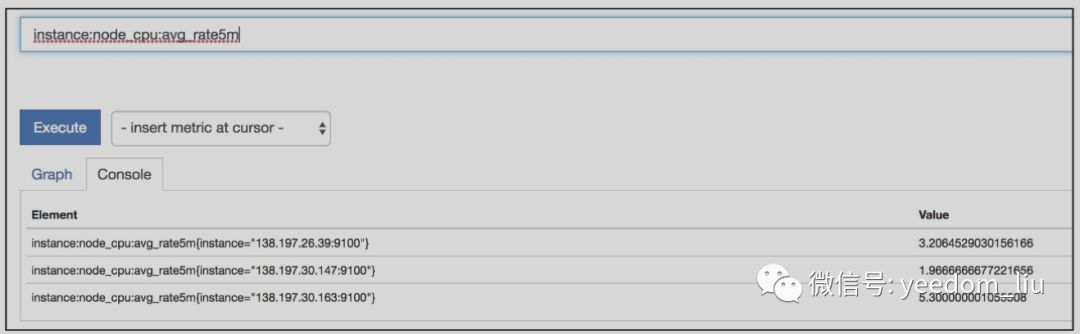 instance:node_cpu:avg_rate5m
Execute
- insert metric at cursor -
Graph Console
Element Value
instance:node_cpu:avg_rate5m{instance="138.197.26.39:9100"} 3.2064529030156166
instance:node_cpu:avg_rate5m{instance="138.197.30.147:9100"} 1.9666666677221656
instance:node_cpu:avg_rate5m{instance="138.197.30.163:9100"}
微信号: yeedom_liu